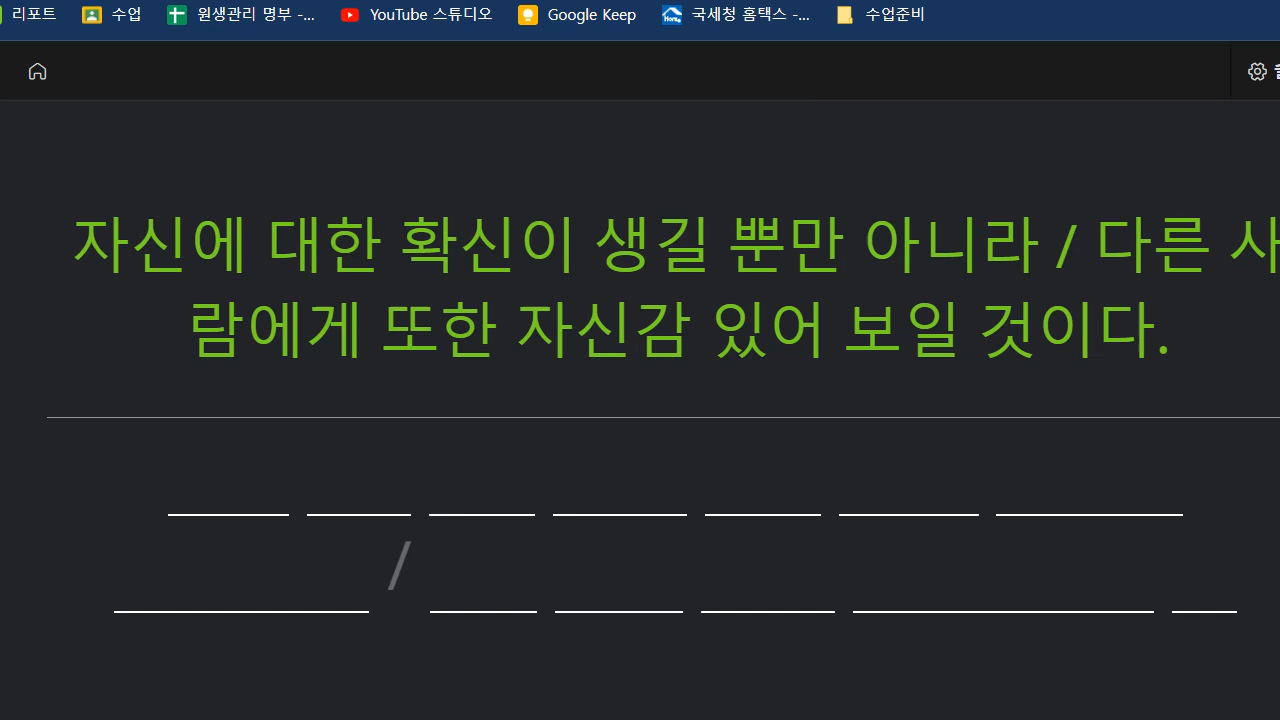 리포트 수업 원생관리 명부 -... YouTube 스튜디오 Google Keep 국세청 홈택스 -... 수업준비
자신에 대한 확신이 생길 뿐만 아니라 / 다른 사
람에게 또한 자신감 있어 보일 것이다.
/